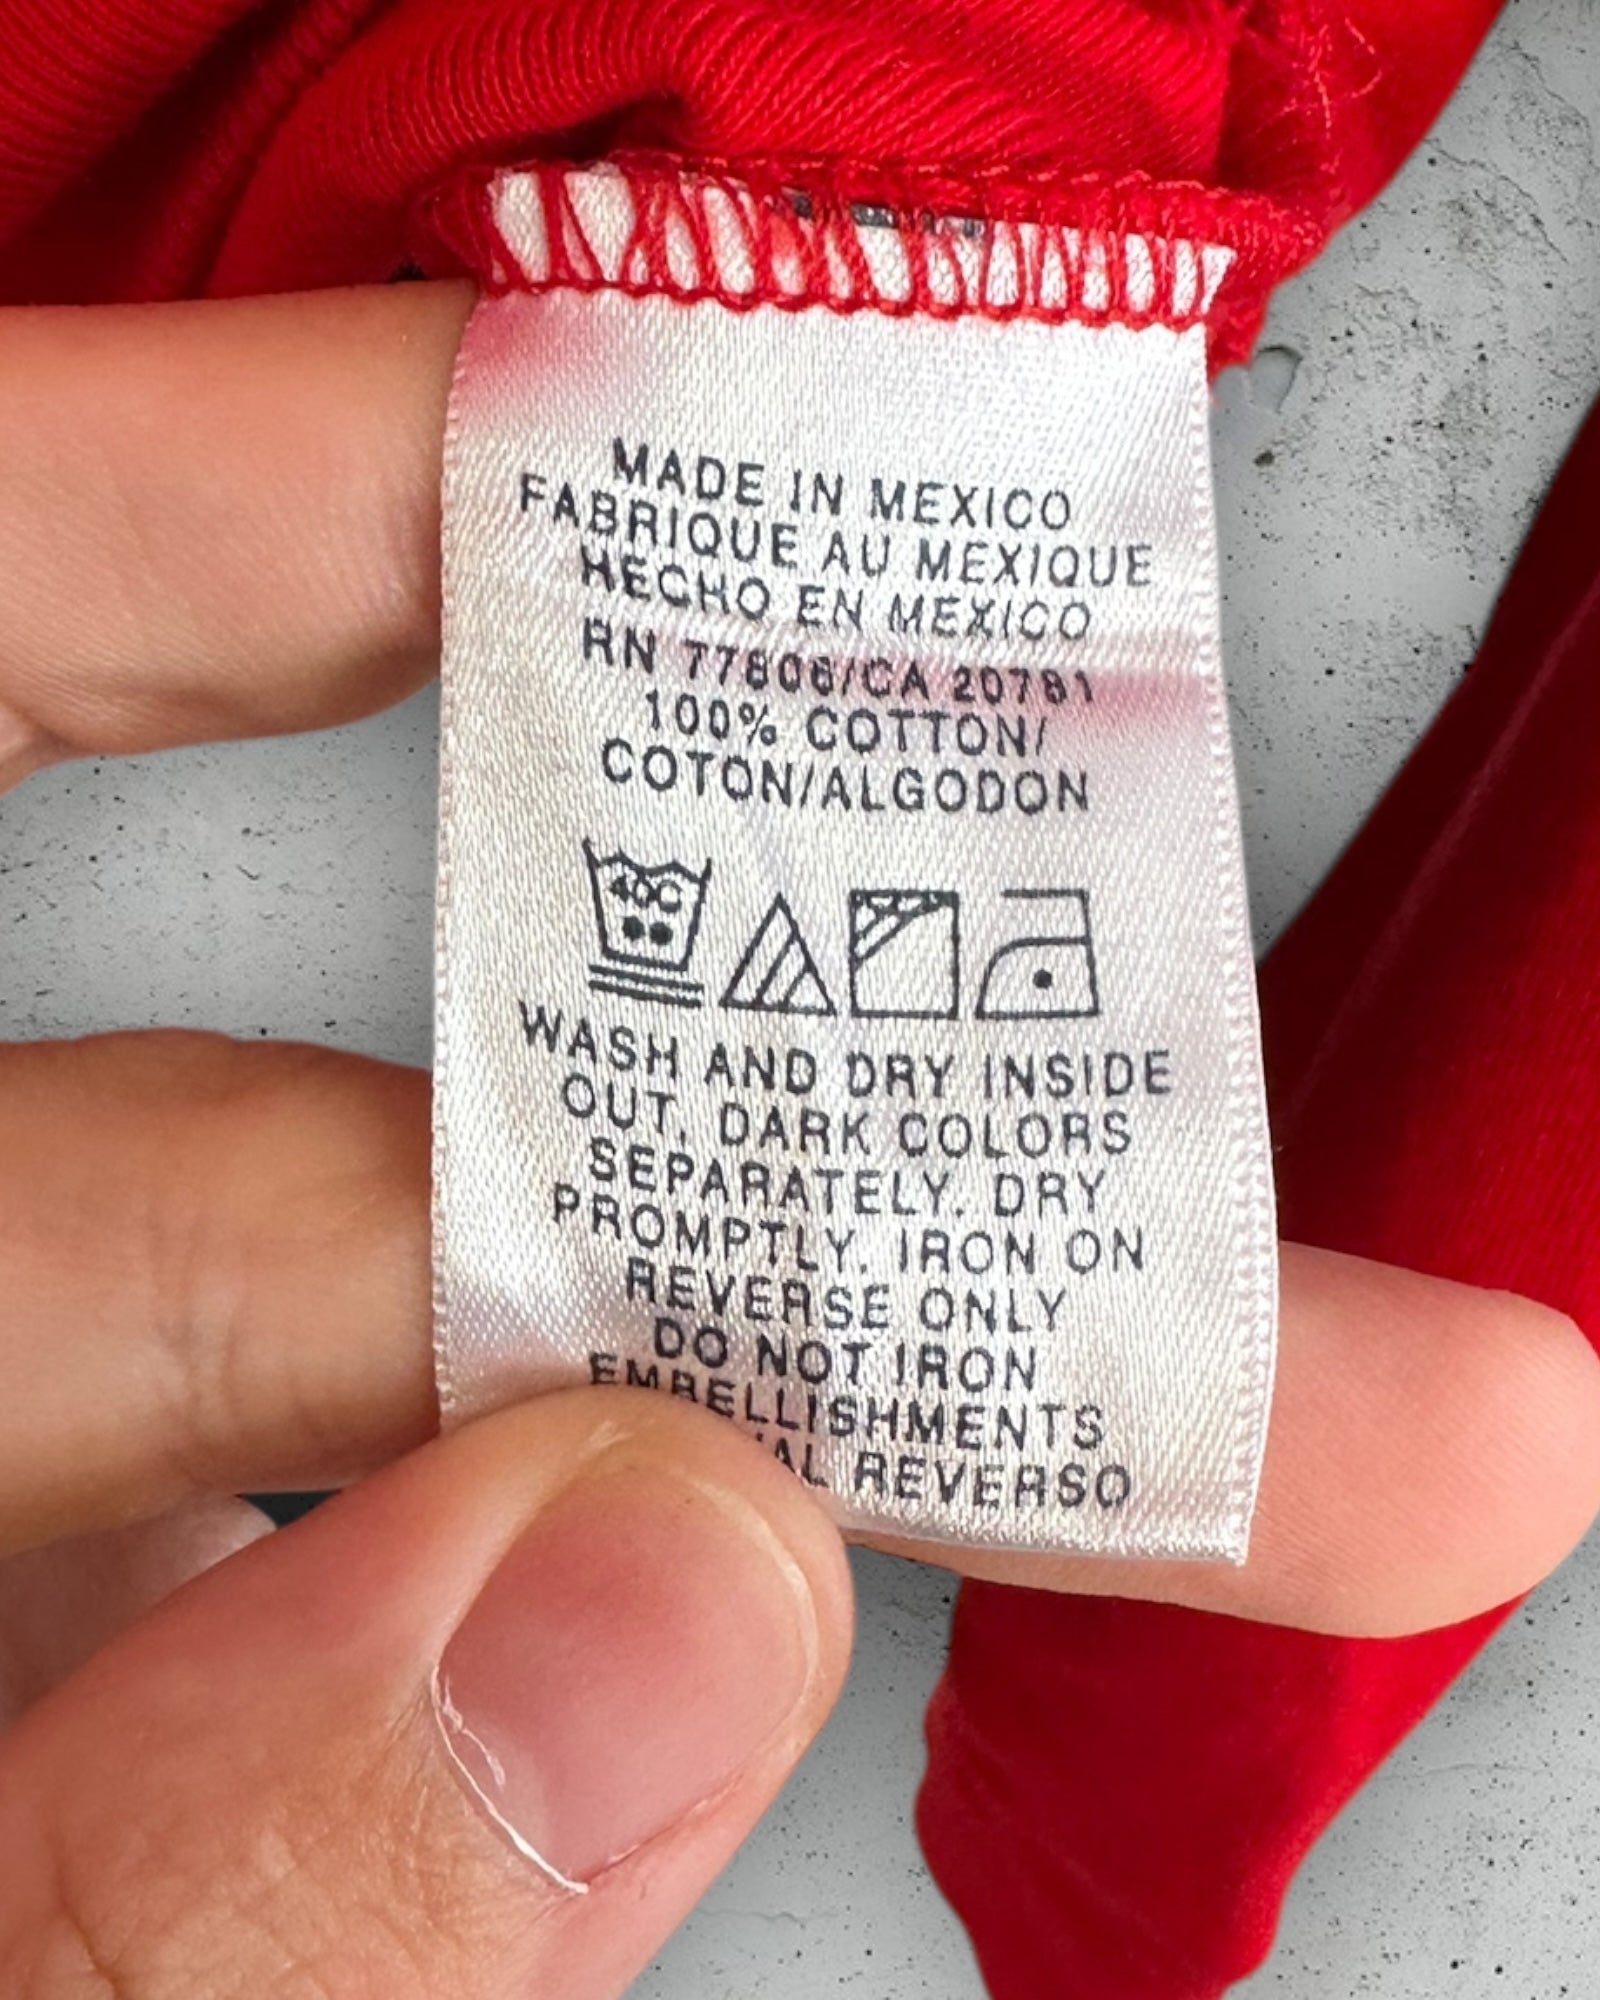 MADE IN MEXICO
FABRIQUE AU MEXIQUE
HECHO EN MEXICO
RN 77806/CA 20781
100% COTTON/
COTON/ALGODON
40C
WASH AND DRY INSIDE
OUT. DARK COLORS
SEPARATELY. DRY
PROMPTLY. IRON ON
REVERSE ONLY
DO NOT IRON
EMBELLISHMENTS
REVERSO